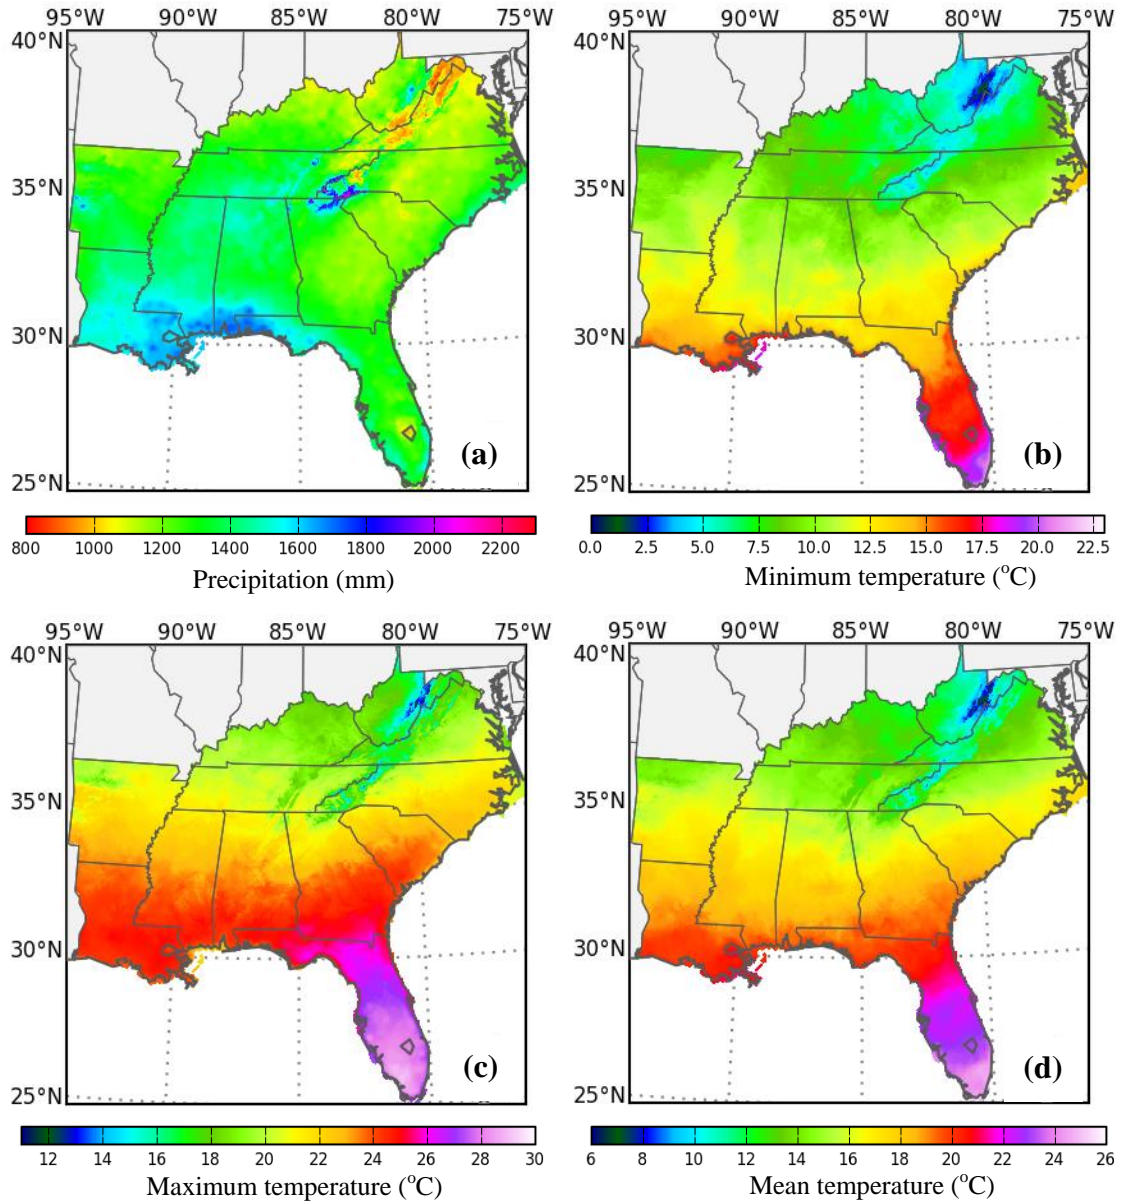 95°W 90°W 85°W 80°W 75°W
40°N
35°N
30°N
25°N
(a)
800 1000 1200 1400 1600 1800 2000 2200
Precipitation (mm)
95°W 90°W 85°W 80°W 75°W
40°N
35°N
30°N
25°N
(b)
0.0 2.5 5.0 7.5 10.0 12.5 15.0 17.5 20.0 22.5
Minimum temperature (°C)
95°W 90°W 85°W 80°W 75°W
40°N
35°N
30°N
25°N
(c)
12 14 16 18 20 22 24 26 28 30
Maximum temperature (°C)
95°W 90°W 85°W 80°W 75°W
40°N
35°N
30°N
25°N
(d)
6 8 10 12 14 16 18 20 22 24 26
Mean temperature (°C)